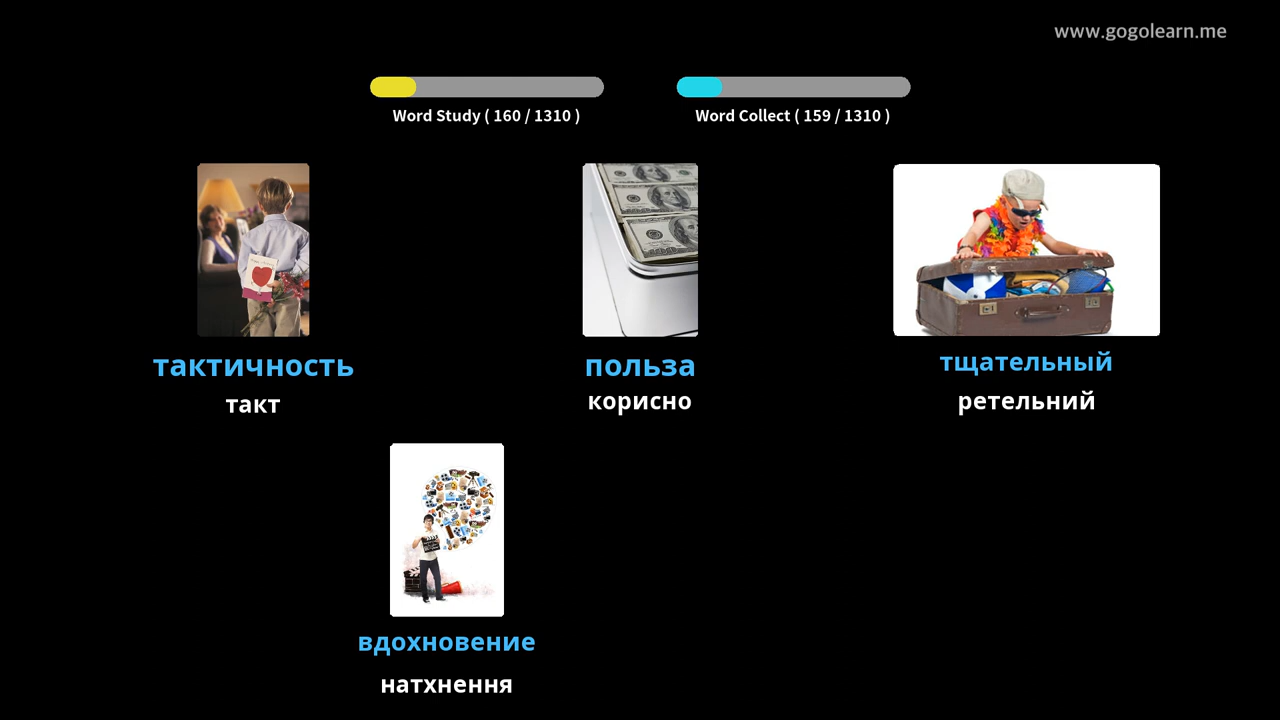 www.gogolearn.me
Word Study ( 160 / 1310 )
Word Collect ( 159 / 1310 )
тактичность
такт
польза
корисно
тщательный
ретельний
вдохновение
натхнення